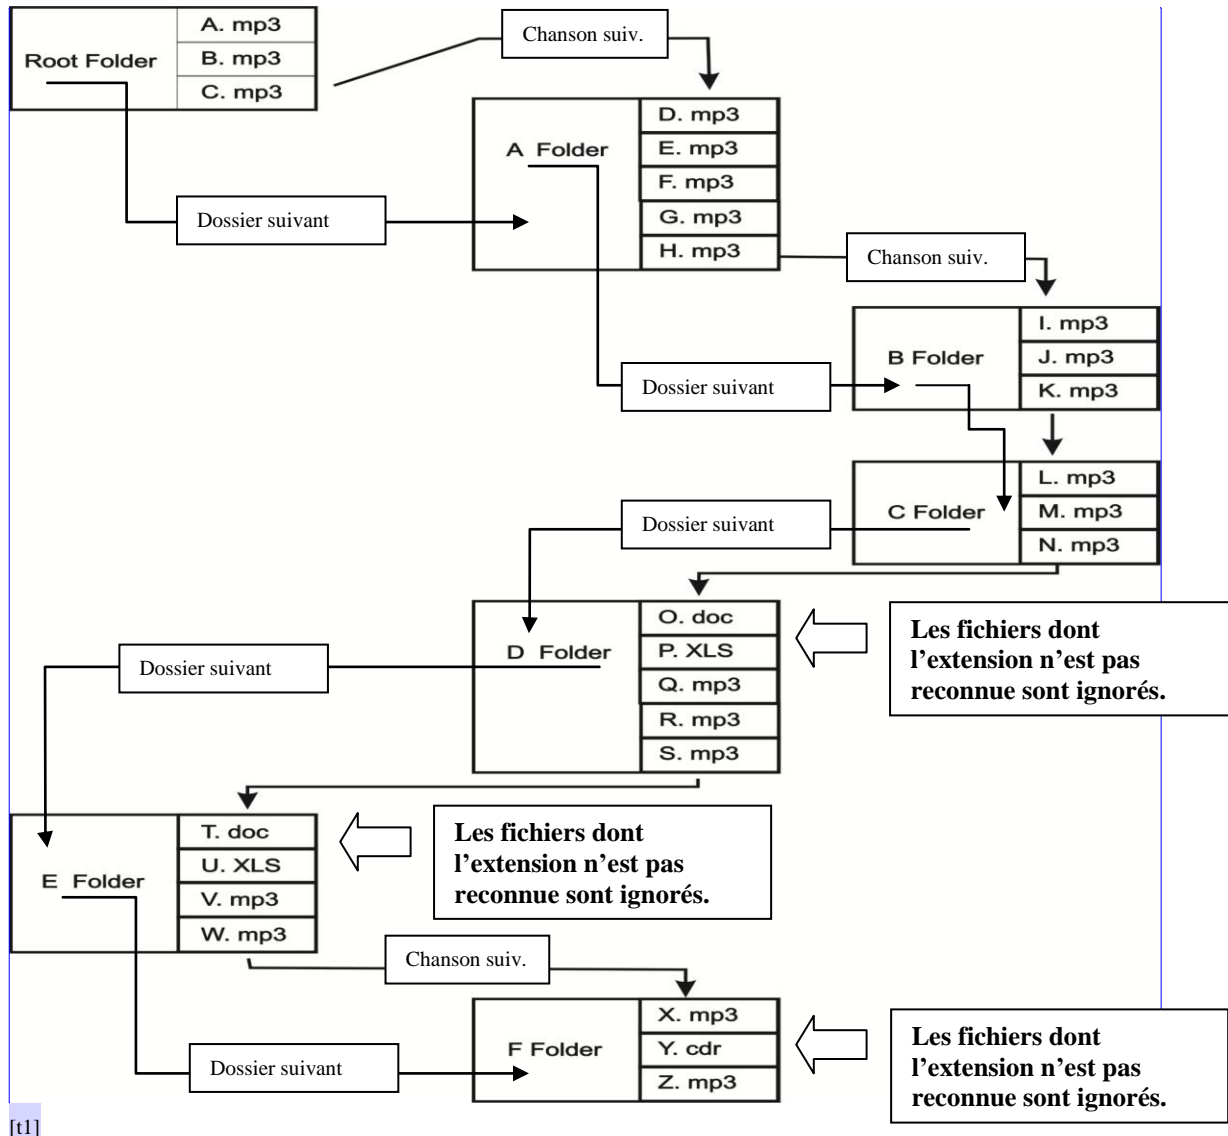 Root Folder
A. mp3
B. mp3
C. mp3
Chanson suiv.
Dossier suivant
A Folder
D. mp3
E. mp3
F. mp3
G. mp3
H. mp3
Chanson suiv.
Dossier suivant
B Folder
I. mp3
J. mp3
K. mp3
C Folder
L. mp3
M. mp3
N. mp3
Dossier suivant
D Folder
O. doc
P. XLS
Q. mp3
R. mp3
S. mp3
Les fichiers dont
l’extension n’est pas
reconnue sont ignorés.
Dossier suivant
E Folder
T. doc
U. XLS
V. mp3
W. mp3
Les fichiers dont
l’extension n’est pas
reconnue sont ignorés.
Chanson suiv.
Dossier suivant
F Folder
X. mp3
Y. cdr
Z. mp3
Les fichiers dont
l’extension n’est pas
reconnue sont ignorés.
[t1]